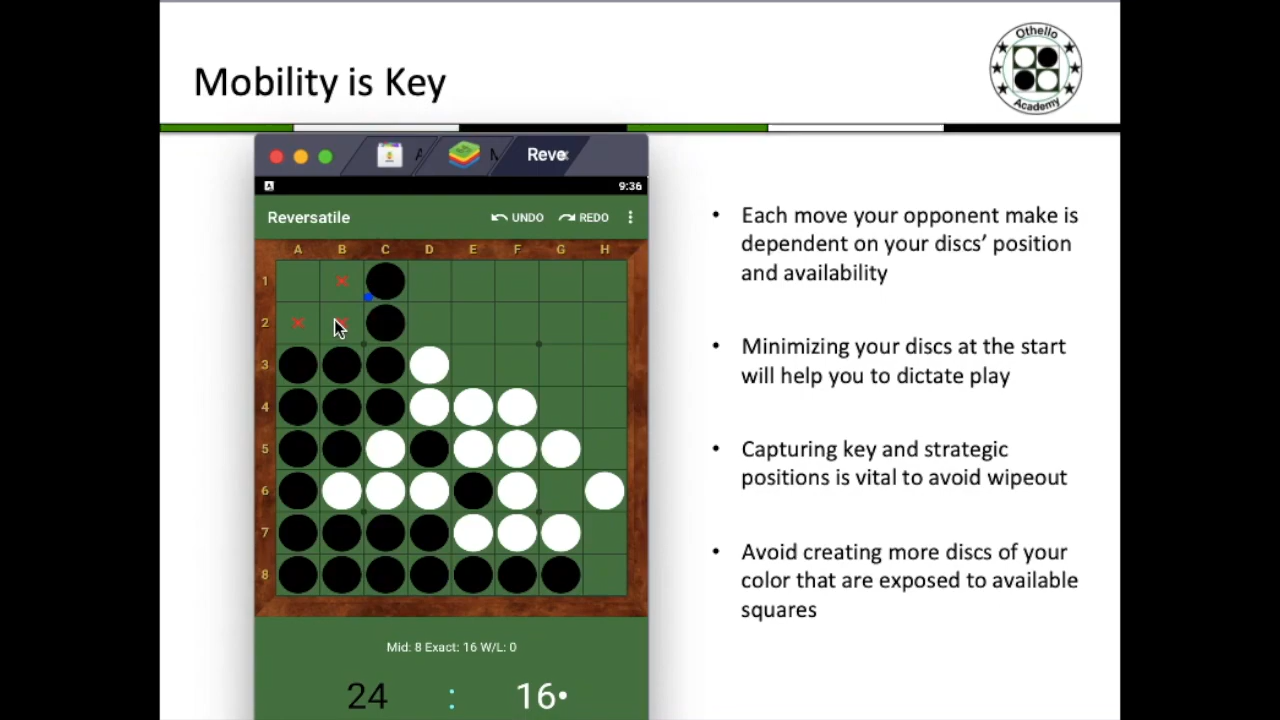 Mobility is Key
Othello
Academy
Reve
9:36
Reversatile
UNDO
REDO
A B C D E F G H
1
2
3
4
5
6
7
8
Mid: 8 Exact: 16 W/L: 0
24 : 16•
• Each move your opponent make is
dependent on your discs’ position
and availability
• Minimizing your discs at the start
will help you to dictate play
• Capturing key and strategic
positions is vital to avoid wipeout
• Avoid creating more discs of your
color that are exposed to available
squares